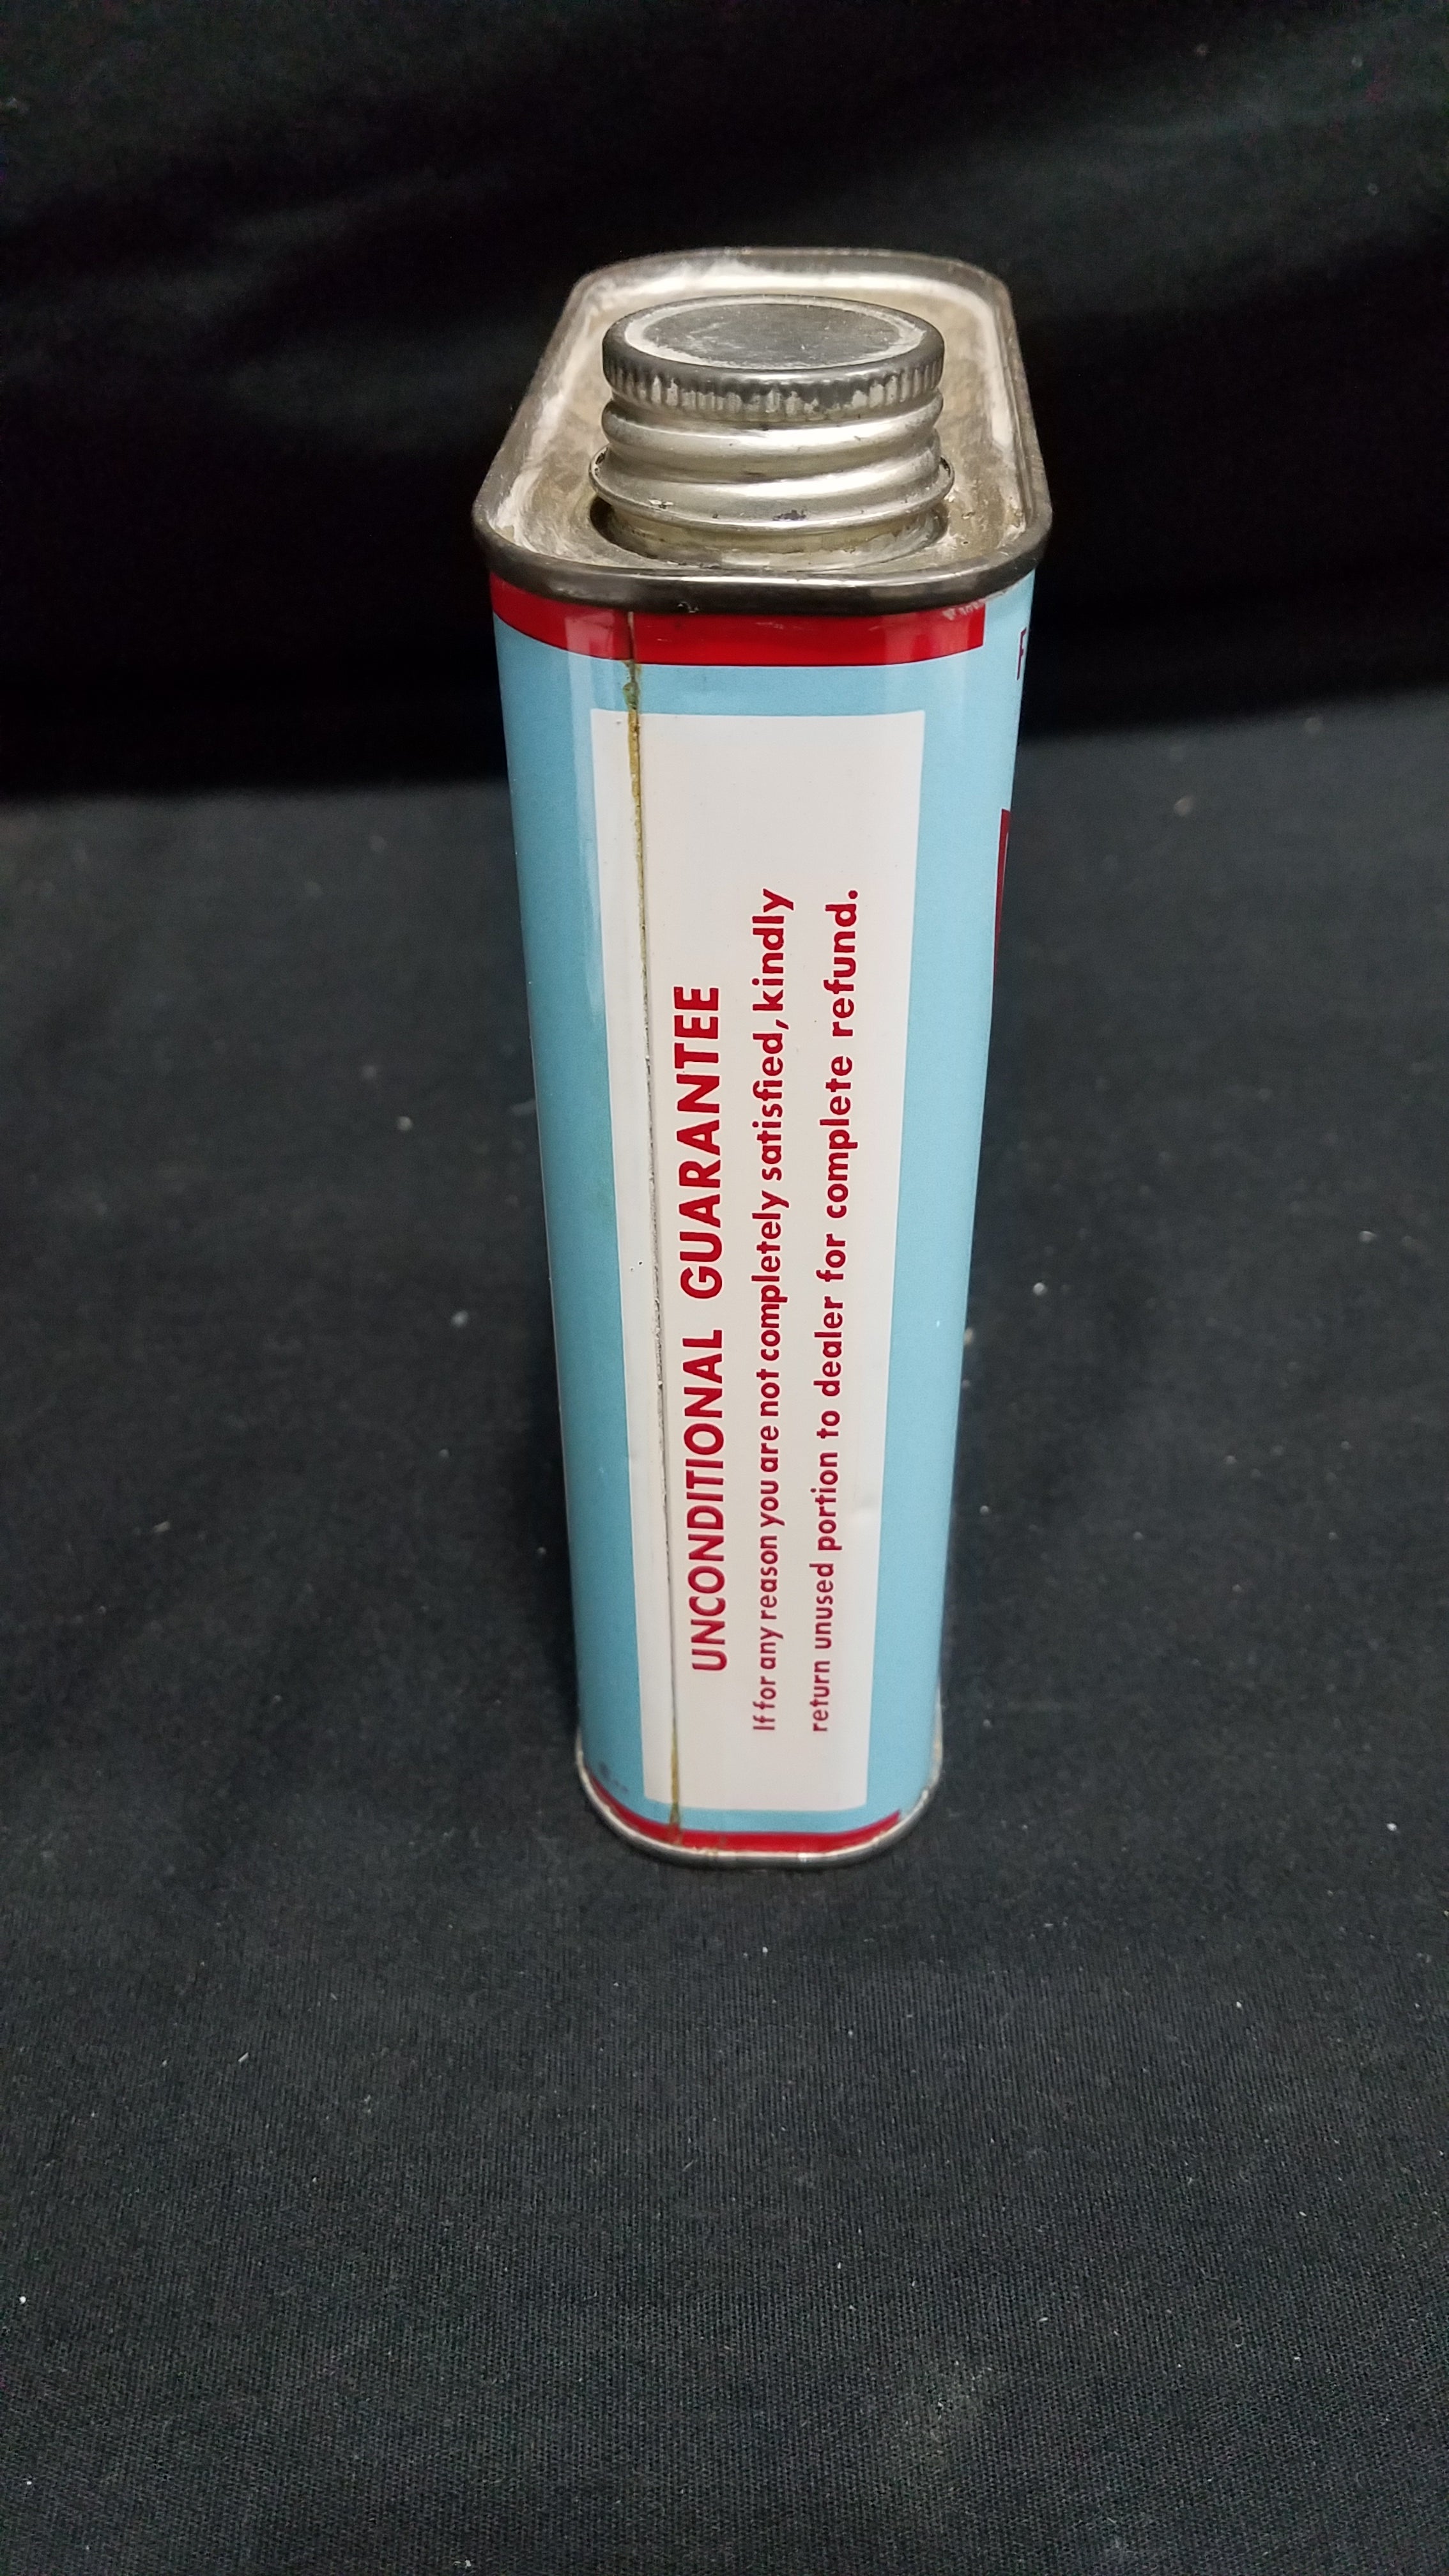 UNCONDITIONAL GUARANTEE
If for any reason you are not completely satisfied, kindly
return unused portion to dealer for complete refund.